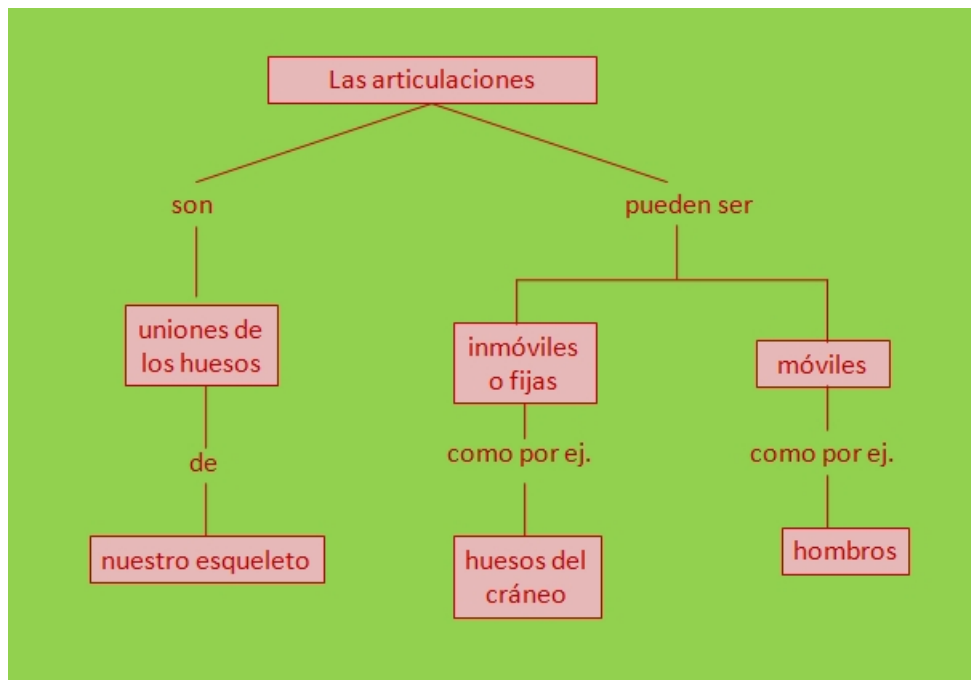 Las articulaciones
son
pueden ser
uniones de
los huesos
inmóviles
o fijas
móviles
de
como por ej.
como por ej.
nuestro esqueleto
huesos del
cráneo
hombros